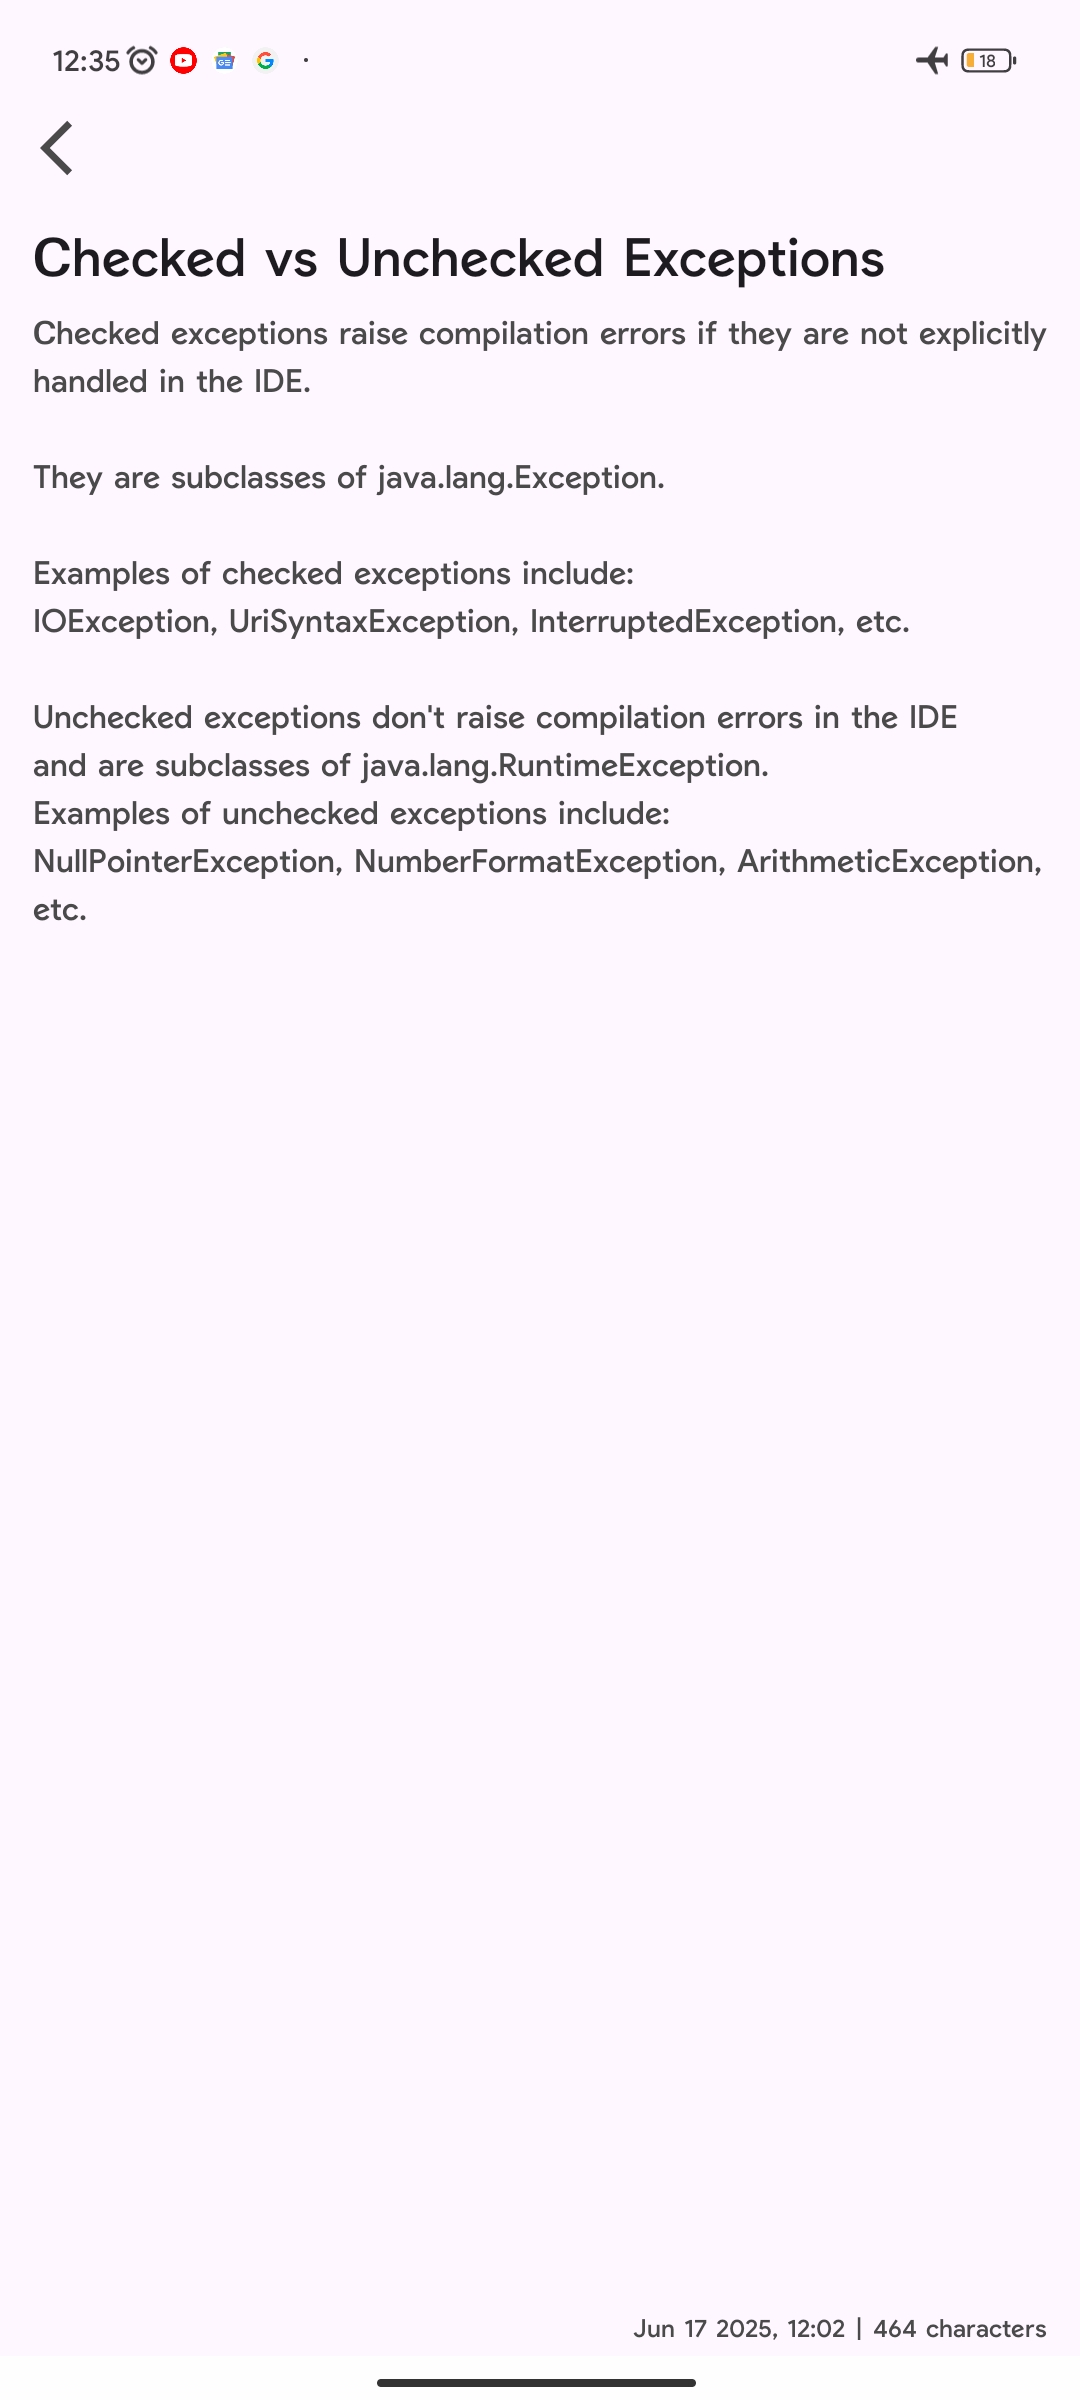 12:35
18
Checked vs Unchecked Exceptions
Checked exceptions raise compilation errors if they are not explicitly
handled in the IDE.
They are subclasses of java.lang.Exception.
Examples of checked exceptions include:
IOException, UriSyntaxException, InterruptedException, etc.
Unchecked exceptions don't raise compilation errors in the IDE
and are subclasses of java.lang.RuntimeException.
Examples of unchecked exceptions include:
NullPointerException, NumberFormatException, ArithmeticException,
etc.
Jun 17 2025, 12:02 | 464 characters